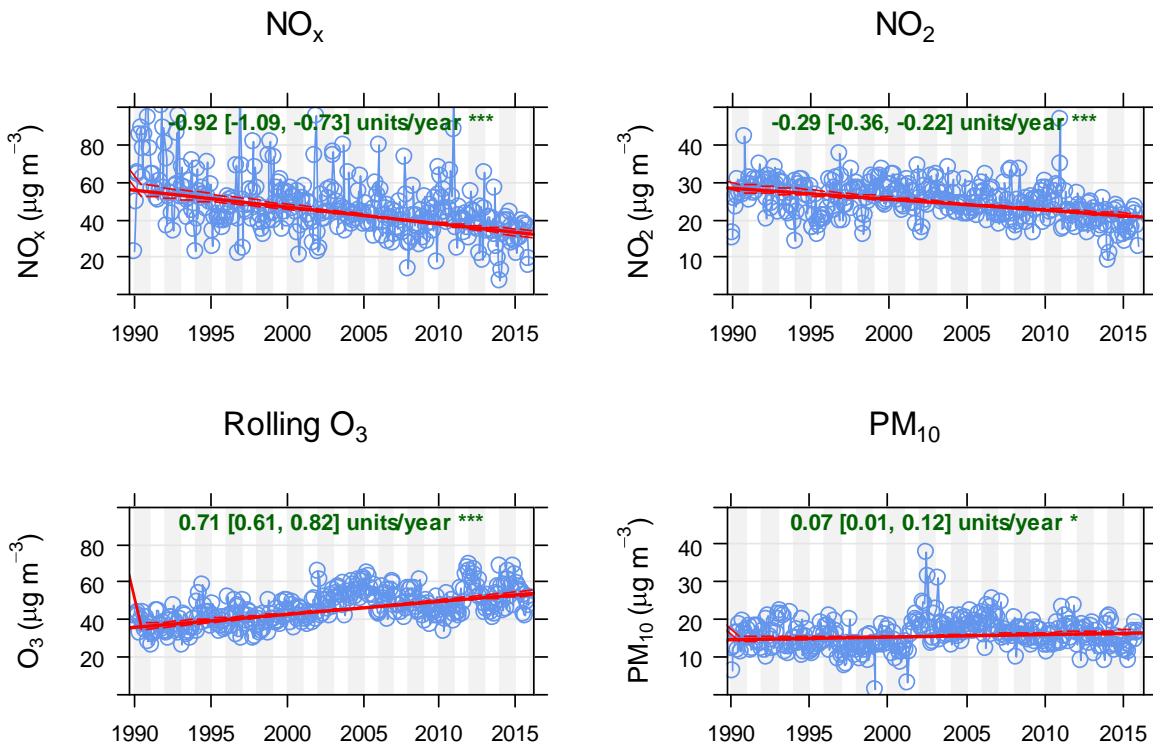 NOₓ
NO₂
-0.92 [-1.09, -0.73] units/year ***
-0.29 [-0.36, -0.22] units/year ***
NOₓ (µg m⁻³)
80
60
40
20
NO₂ (µg m⁻³)
40
30
20
10
1990 1995 2000 2005 2010 2015
1990 1995 2000 2005 2010 2015
Rolling O₃
PM₁₀
0.71 [0.61, 0.82] units/year ***
0.07 [0.01, 0.12] units/year *
O₃ (µg m⁻³)
80
60
40
20
PM₁₀ (µg m⁻³)
40
30
20
10
1990 1995 2000 2005 2010 2015
1990 1995 2000 2005 2010 2015